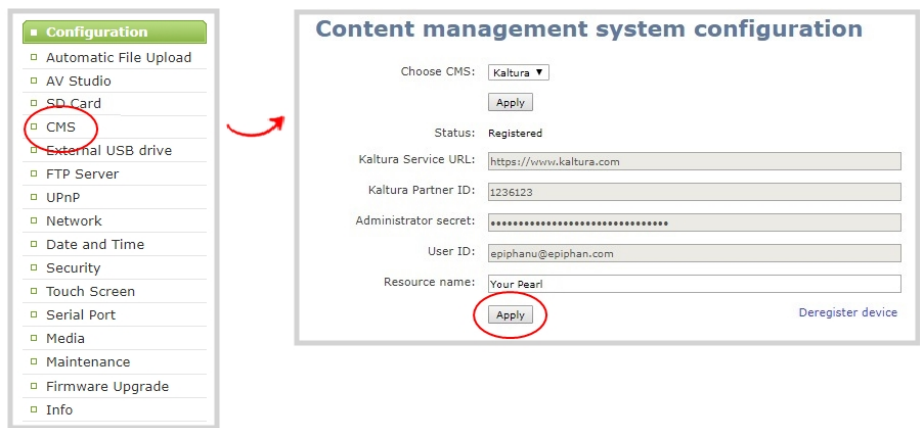 Configuration
Automatic File Upload
AV Studio
SD Card
CMS
External USB drive
FTP Server
UPnP
Network
Date and Time
Security
Touch Screen
Serial Port
Media
Maintenance
Firmware Upgrade
Info
Content management system configuration
Choose CMS: Kaltura ▼
Apply
Status: Registered
Kaltura Service URL: https://www.kaltura.com
Kaltura Partner ID: 1236123
Administrator secret: ••••••••••••••••••••••••••••••••
User ID: epiphanu@epiphan.com
Resource name: Your Pearl
Apply Deregister device